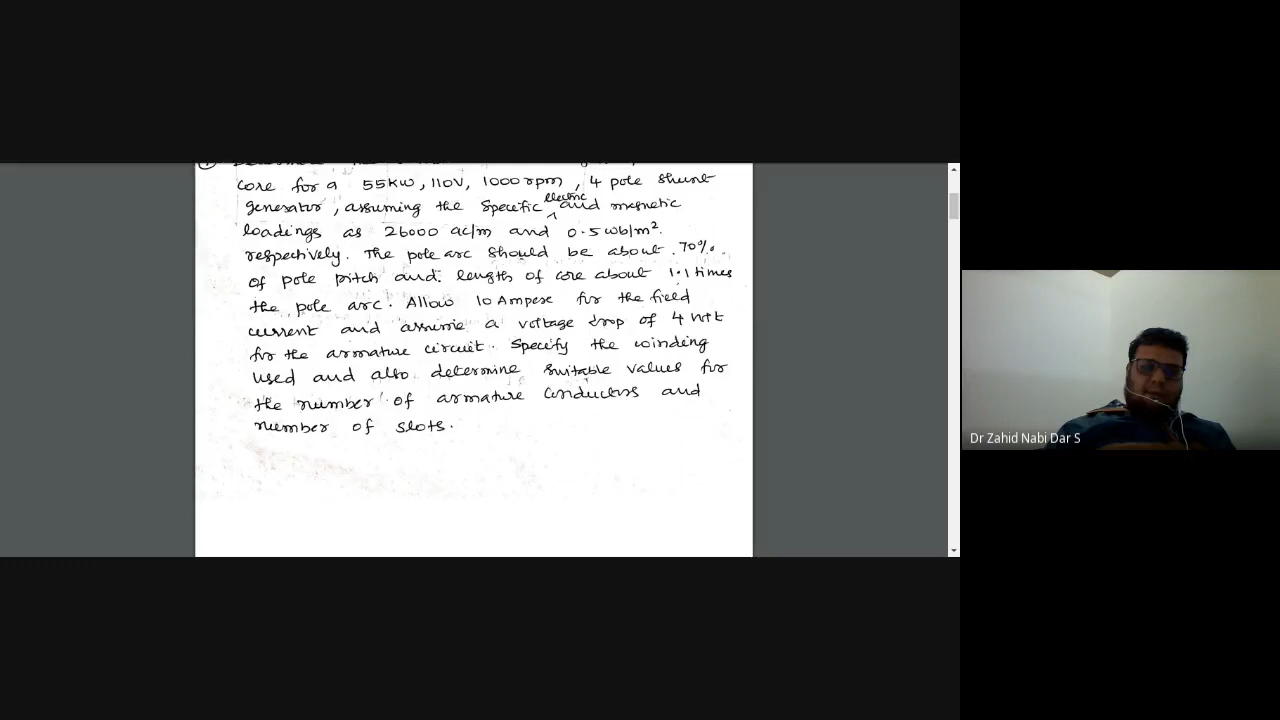 core for a 55KW, 110V, 1000 rpm, 4 pole shunt
generator, assuming the specific electric and magnetic
loadings as 26000 ac/m and 0.5 wb/m².
respectively. The pole arc should be about 70%
of pole pitch and length of core about 1.1 times
the pole arc. Allow 10 Ampere for the field
current and assume a voltage drop of 4 volt
for the armature circuit. Specify the winding
used and also determine suitable values for
the number of armature conductors and
number of slots.
Dr Zahid Nabi Dar S